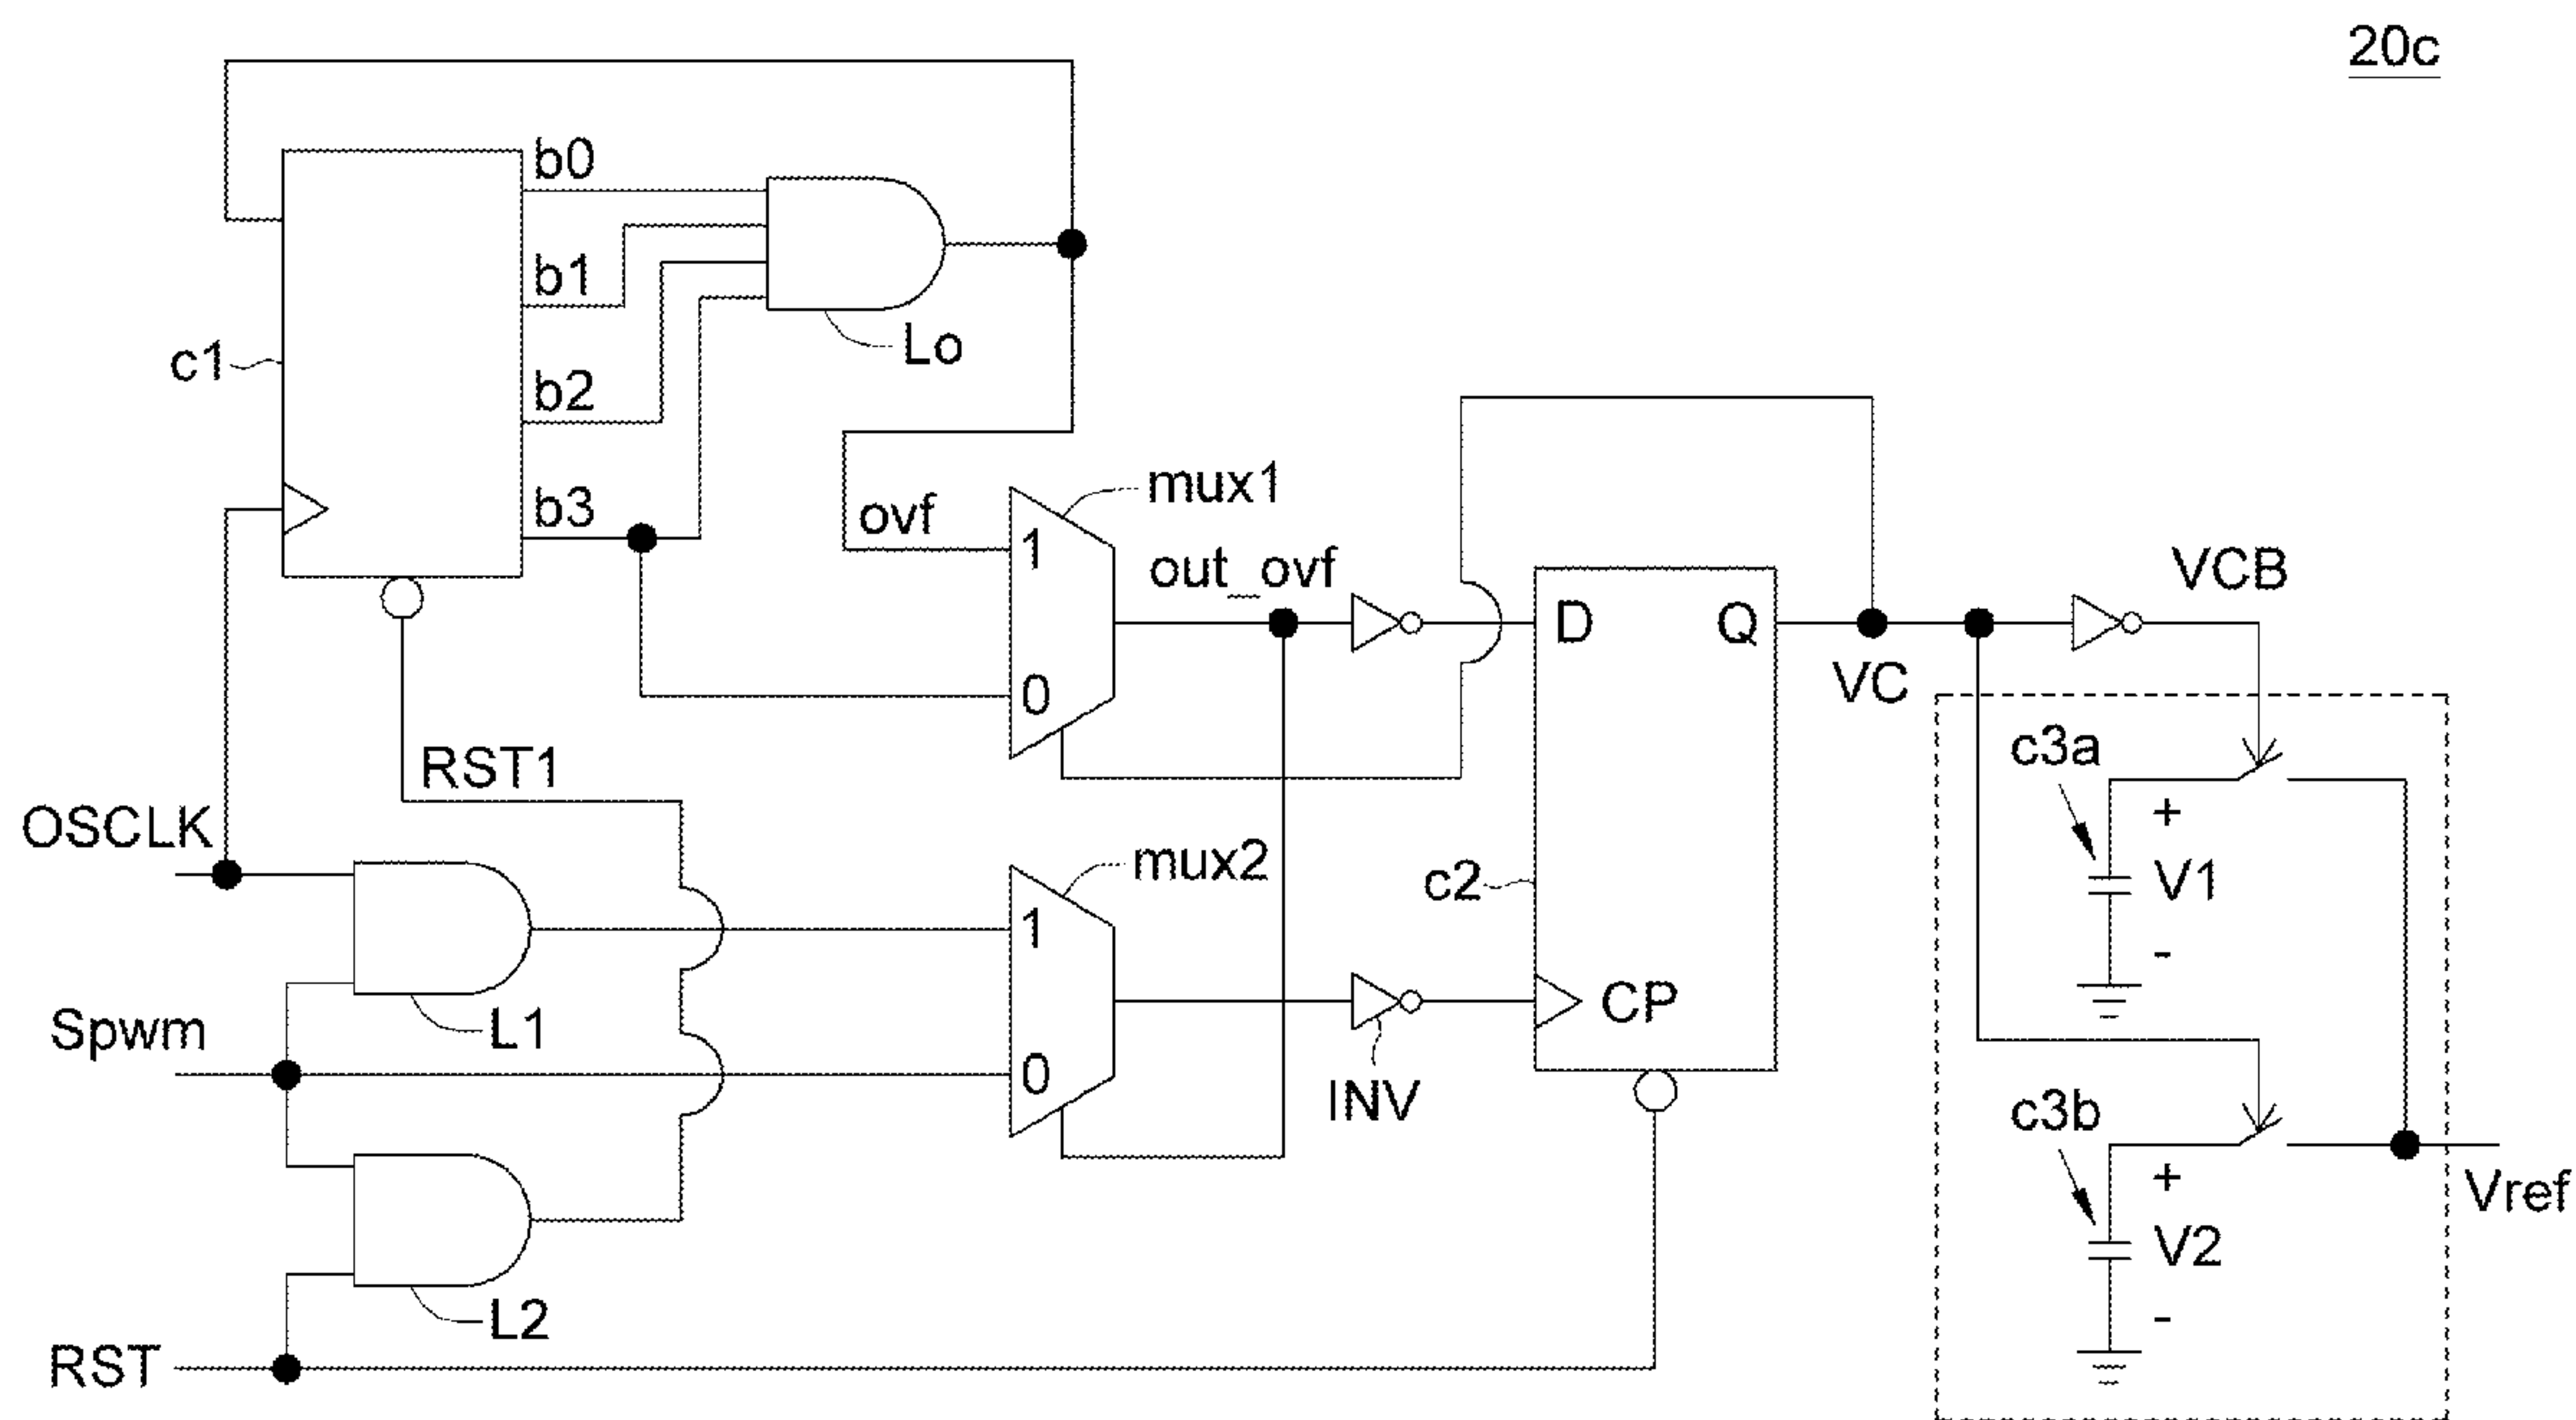 20c
b0
b1
Lo
c1
b2
b3
ovf
mux1
1
out_ovf
0
D
Q
VCB
VC
RST1
c3a
+
V1
-
OSCLK
mux2
1
c2
L1
Spwm
0
CP
INV
c3b
+
V2
-
Vref
L2
RST